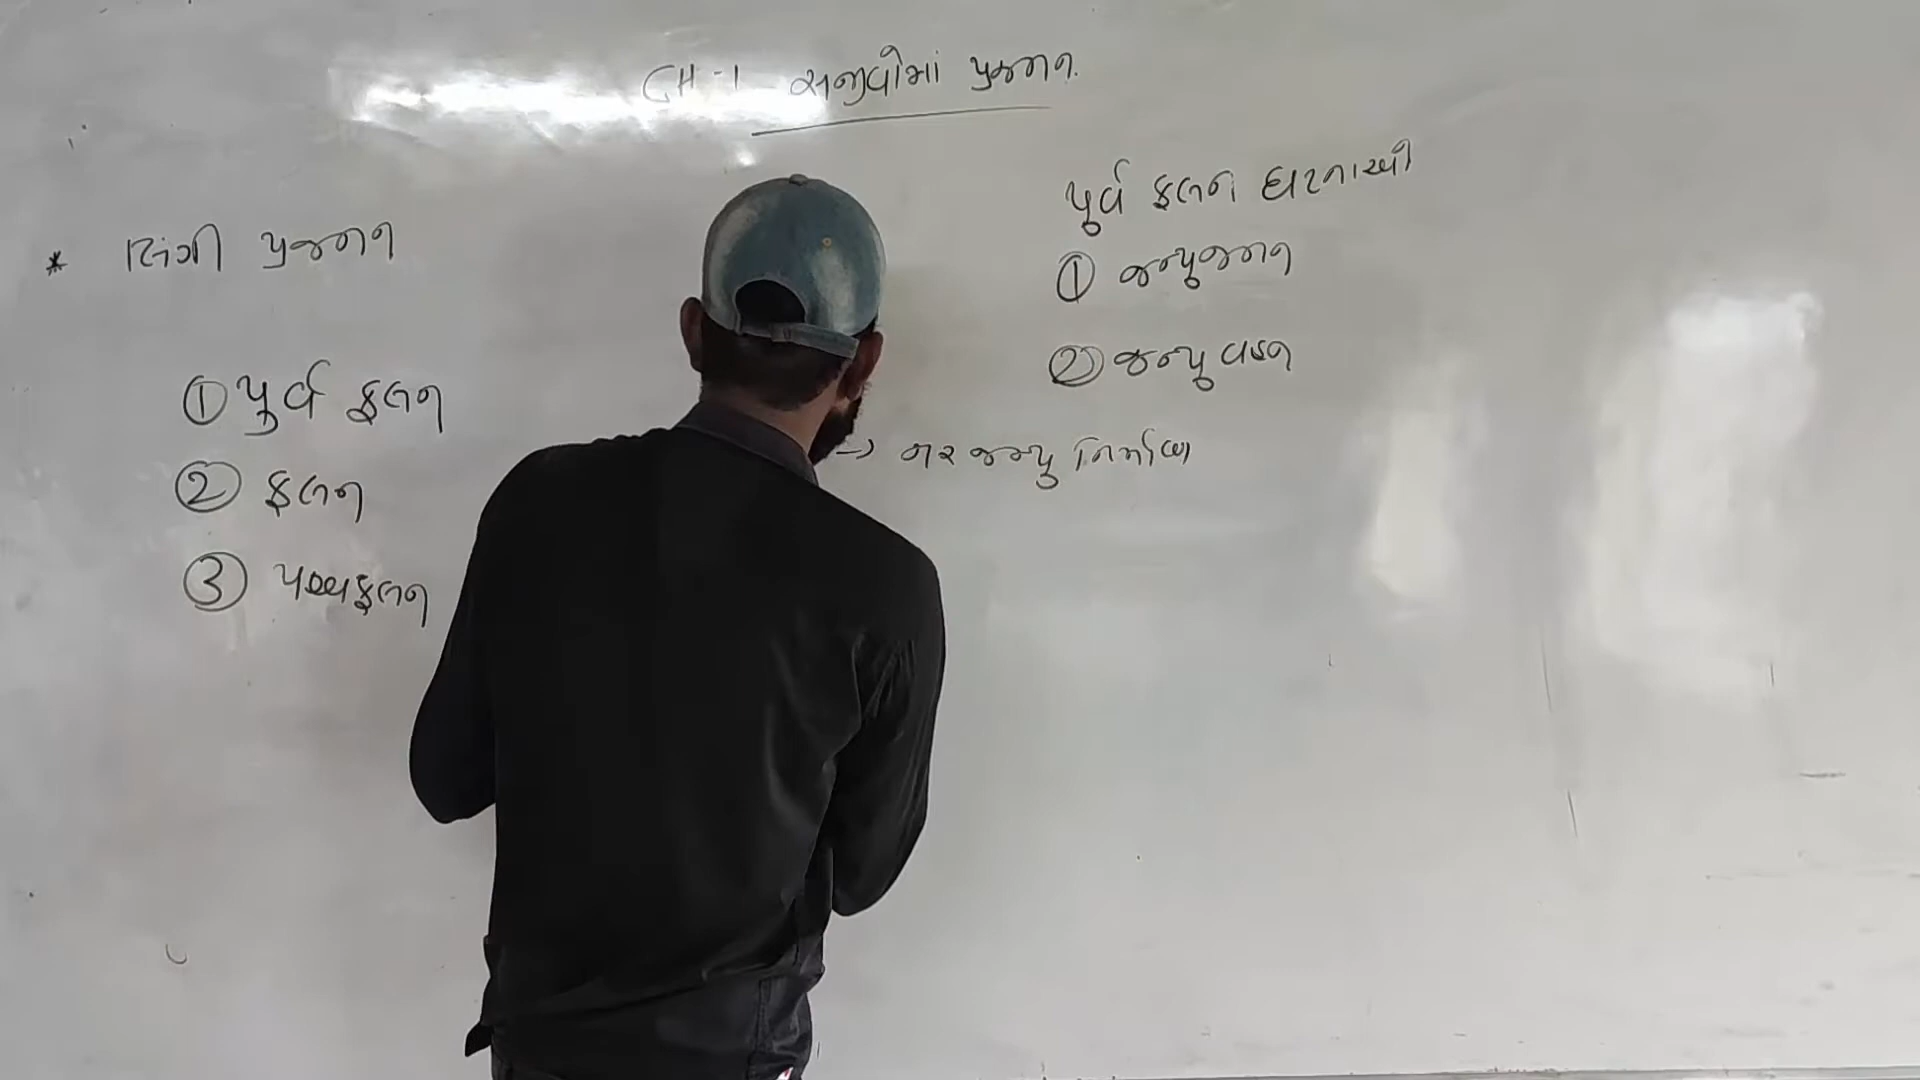 CH-1 સજીવોમાં પ્રજનન.
* લિંગી પ્રજનન
① પુર્વ ફલન
② ફલન
③ પશ્ચફલન
પુર્વ ફલન ઘટનાઓ
① જન્યુજનન
② જન્યુ વહન
→ નર જન્યુ નિર્માણ